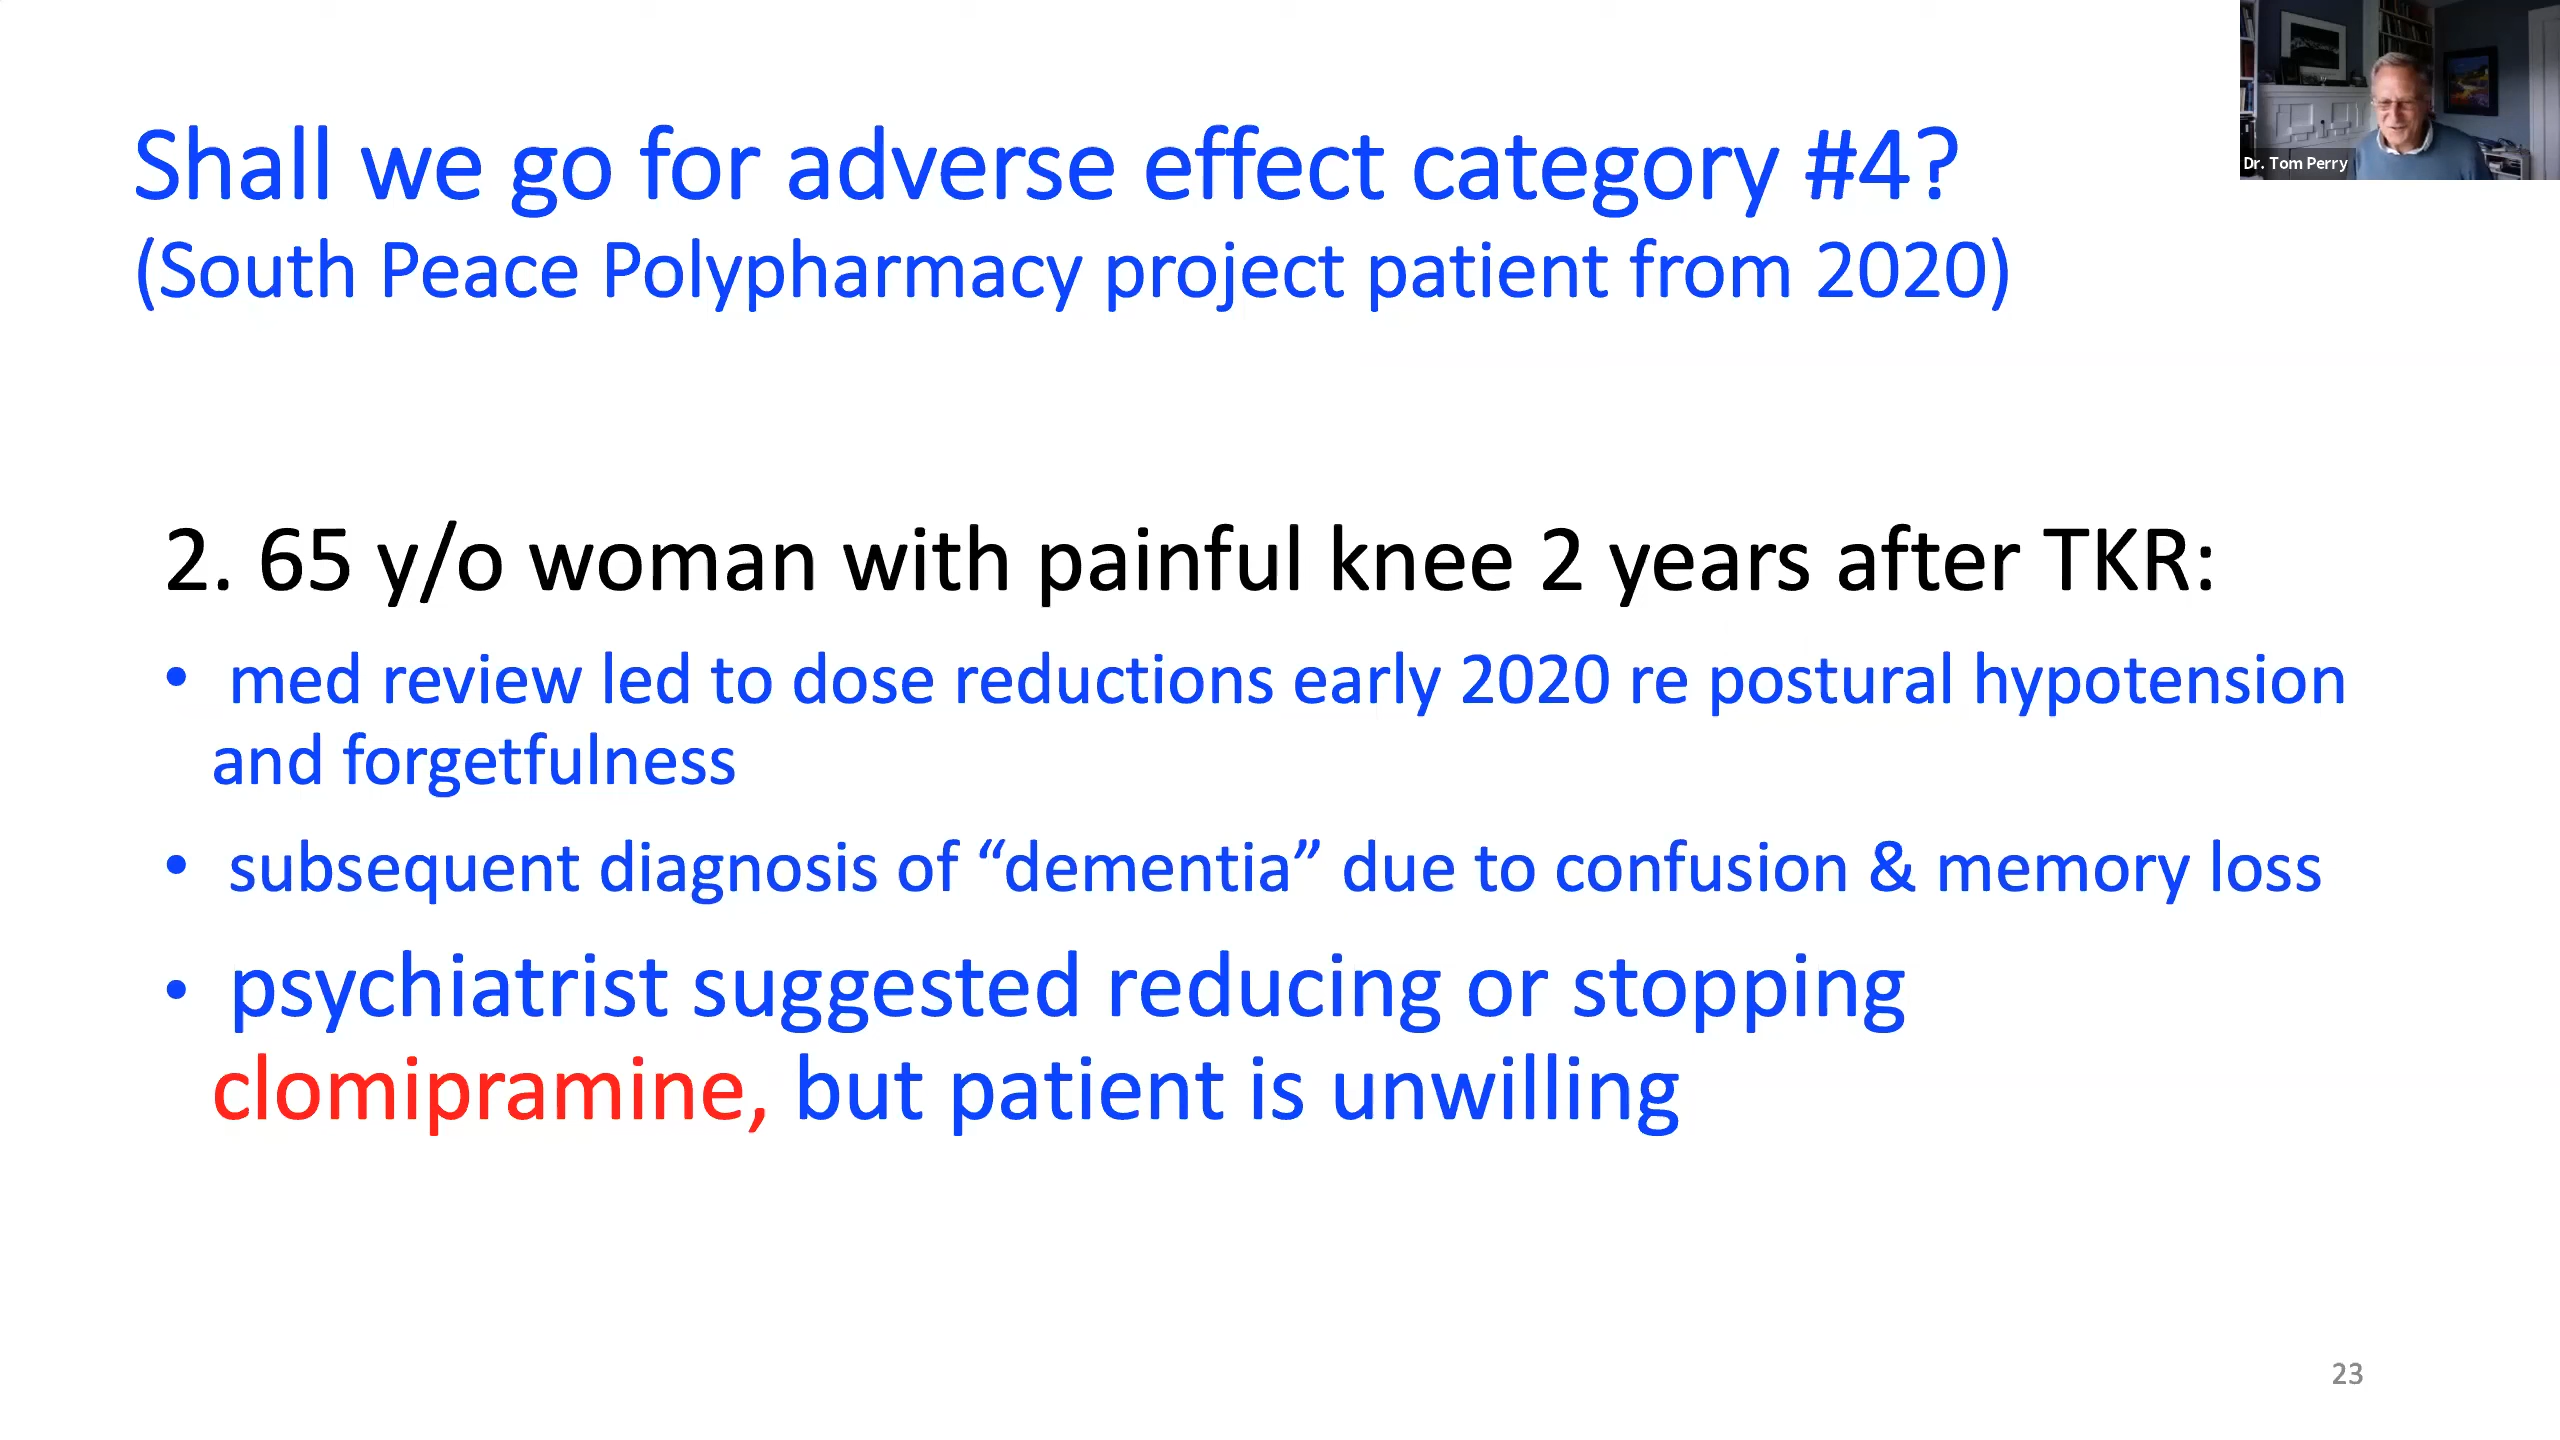 Shall we go for adverse effect category #4?
(South Peace Polypharmacy project patient from 2020)
Dr. Tom Perry
2. 65 y/o woman with painful knee 2 years after TKR:
• med review led to dose reductions early 2020 re postural hypotension
and forgetfulness
• subsequent diagnosis of “dementia” due to confusion & memory loss
• psychiatrist suggested reducing or stopping
clomipramine, but patient is unwilling
23